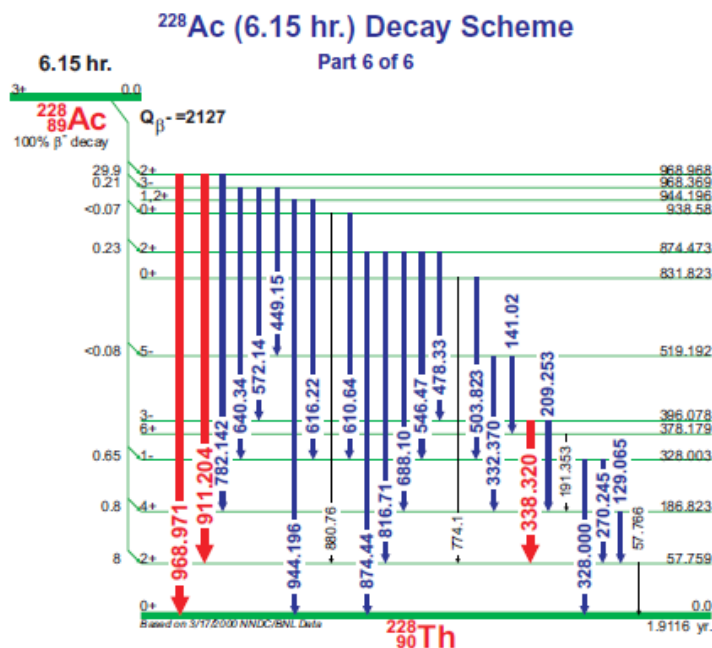 ²²⁸Ac (6.15 hr.) Decay Scheme
Part 6 of 6
6.15 hr.
3+ 0.0
²²⁸₈₉Ac
Qβ- =2127
100% β⁻ decay
29.9 2+ 968.968
0.21 3- 968.369
1,2+ 944.196
<0.07 0+ 938.58
0.23 2+ 874.473
0+ 831.823
<0.08 5- 519.192
3- 396.078
6+ 378.179
0.65 1- 328.003
0.8 4+ 186.823
8 2+ 57.759
0+ 0.0
968.971
911.204
782.142
640.34
572.14
449.15
944.196
616.22
880.76
610.64
874.44
816.71
688.10
546.47
478.33
774.1
503.823
332.370
141.02
338.320
209.253
191.353
328.000
270.245
129.065
57.766
Based on 3/17/2000 NNDC/BNL Data
²²⁸₉₀Th
1.9116 yr.